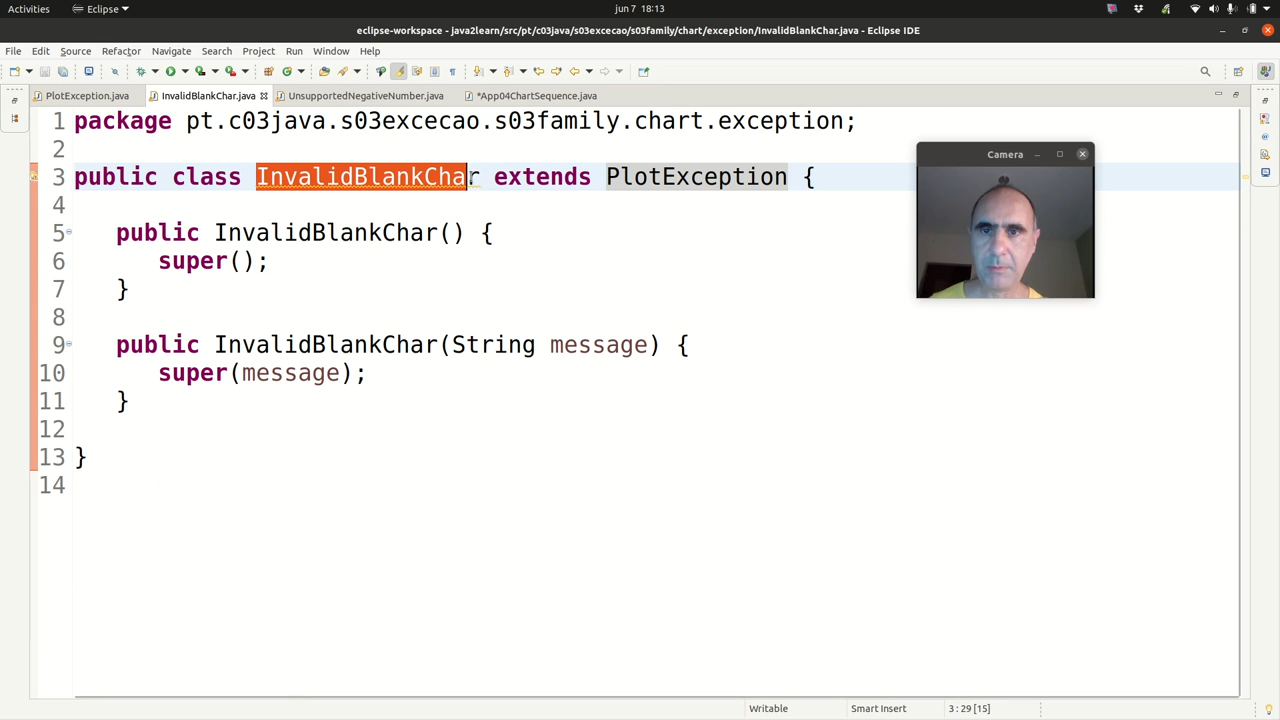 Activities Eclipse jun 7 18:13
eclipse-workspace - java2learn/src/pt/c03java/s03excecao/s03family/chart/exception/InvalidBlankChar.java - Eclipse IDE
File Edit Source Refactor Navigate Search Project Run Window Help
PlotException.java InvalidBlankChar.java UnsupportedNegativeNumber.java *App04ChartSequence.java
1 package pt.c03java.s03excecao.s03family.chart.exception;
2
Camera
3 public class InvalidBlankChar extends PlotException {
4
5 public InvalidBlankChar() {
6 super();
7 }
8
9 public InvalidBlankChar(String message) {
10 super(message);
11 }
12
13 }
14
Writable Smart Insert 3 : 29 [15]